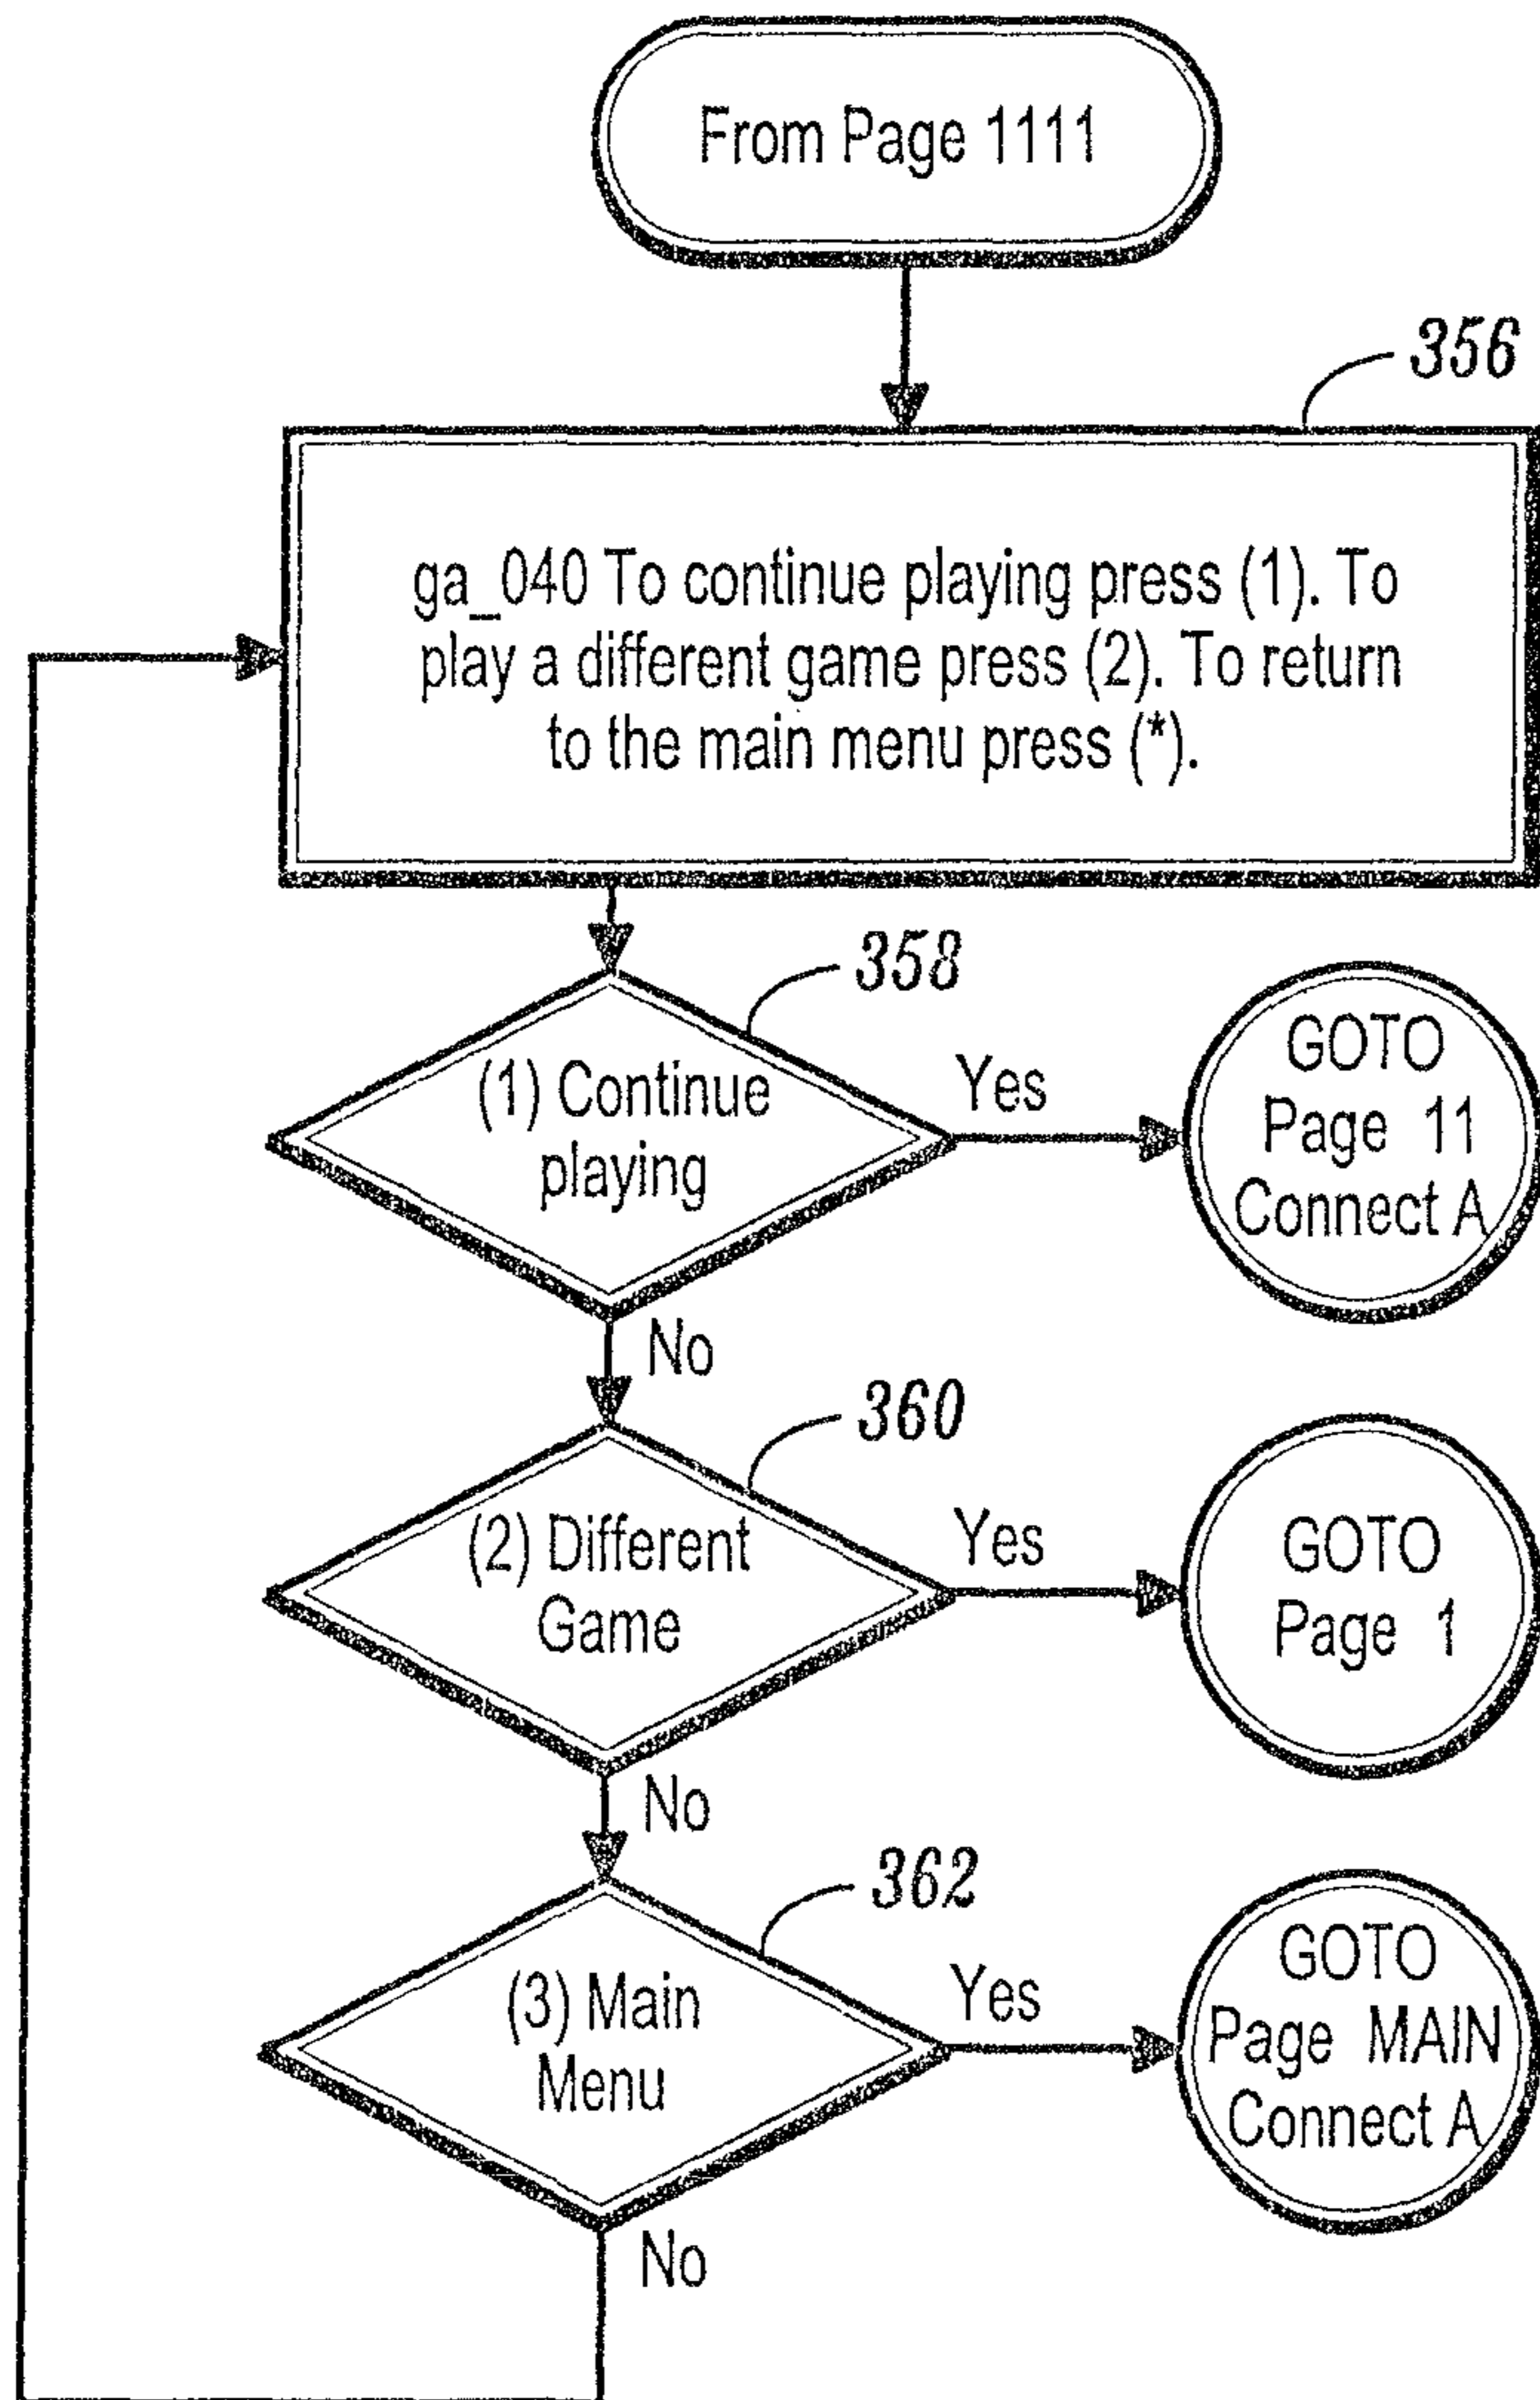 From Page 1111
356
ga_040 To continue playing press (1). To
play a different game press (2). To return
to the main menu press (*).
358
(1) Continue
playing
Yes
GOTO
Page 11
Connect A
No
360
(2) Different
Game
Yes
GOTO
Page 1
No
362
(3) Main
Menu
Yes
GOTO
Page MAIN
Connect A
No